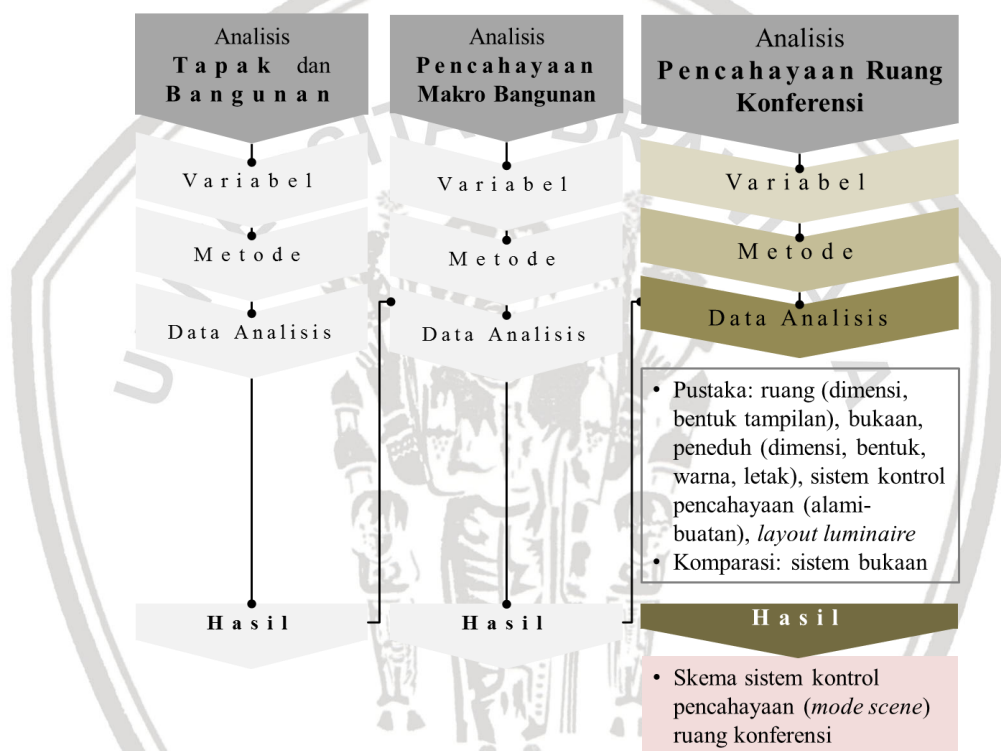 Analisis
Tapak dan
Bangunan
Variabel
Metode
Data Analisis
Hasil
Analisis
Pencahayaan
Makro Bangunan
Variabel
Metode
Data Analisis
Hasil
Analisis
Pencahayaan Ruang
Konferensi
Variabel
Metode
Data Analisis
• Pustaka: ruang (dimensi,
bentuk tampilan), bukaan,
peneduh (dimensi, bentuk,
warna, letak), sistem kontrol
pencahayaan (alami-
buatan), layout luminaire
• Komparasi: sistem bukaan
Hasil
• Skema sistem kontrol
pencahayaan (mode scene)
ruang konferensi